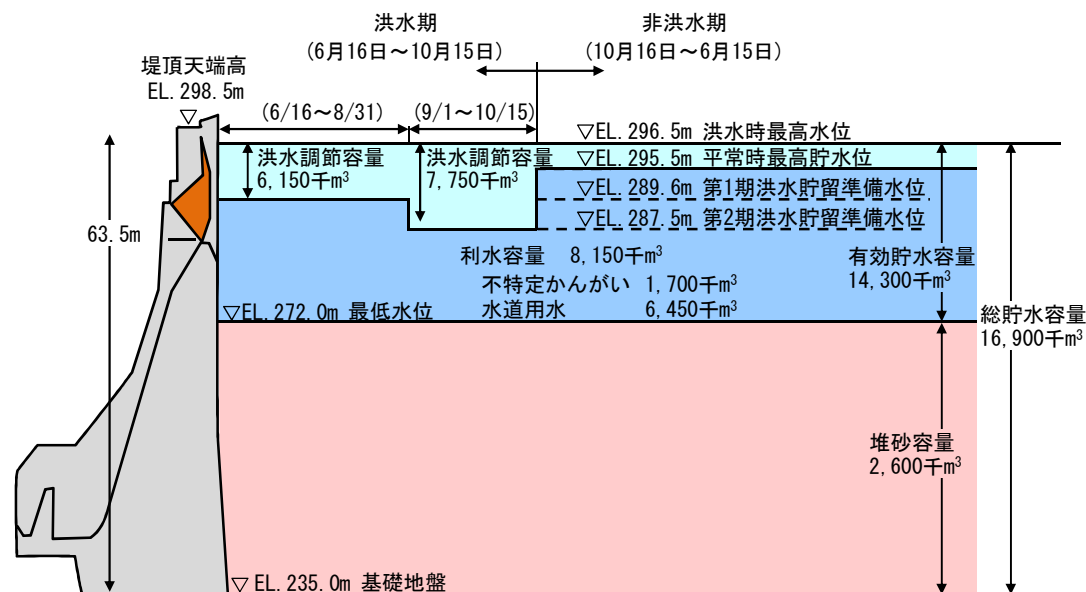 洪水期
(6月16日～10月15日)
非洪水期
(10月16日～6月15日)
堤頂天端高
EL.298.5m
▽
(6/16～8/31)
(9/1～10/15)
▽EL.296.5m 洪水時最高水位
洪水調節容量
6,150千m³
洪水調節容量
7,750千m³
▽EL.295.5m 平常時最高貯水位
▽EL.289.6m 第1期洪水貯留準備水位
▽EL.287.5m 第2期洪水貯留準備水位
63.5m
利水容量 8,150千m³
不特定かんがい 1,700千m³
水道用水 6,450千m³
有効貯水容量
14,300千m³
▽EL.272.0m 最低水位
総貯水容量
16,900千m³
堆砂容量
2,600千m³
▽ EL.235.0m 基礎地盤